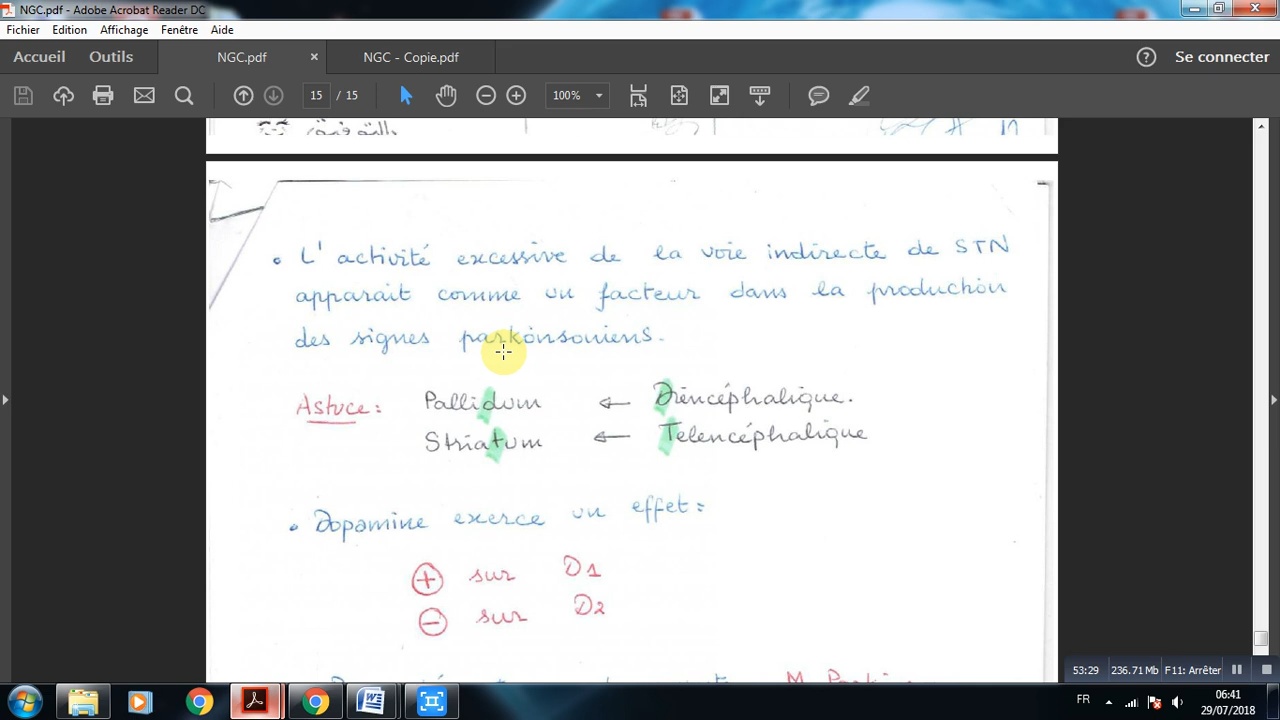 NGC.pdf - Adobe Acrobat Reader DC
Fichier Edition Affichage Fenêtre Aide
Accueil Outils NGC.pdf × NGC - Copie.pdf ? Se connecter
15 / 15 100%
• L'activité excessive de la voie indirecte de STN
apparait comme un facteur dans la production
des signes parkonsoniens.
Astuce : Pallidum ← Diencéphalique.
Striatum ← Telencéphalique
• Dopamine exerce un effet :
+ sur D1
- sur D2
53:29 236.71 Mb F11: Arrêter
FR 06:41
29/07/2018